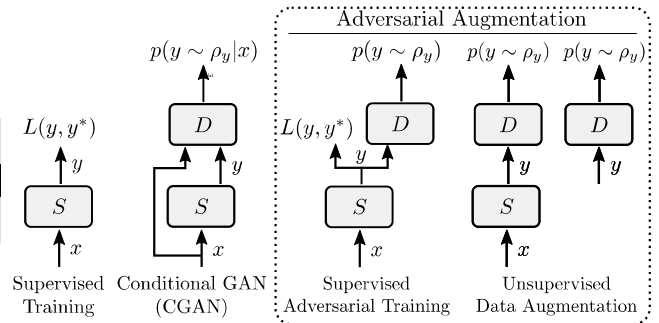 Adversarial Augmentation
p(y ∼ ρ_y|x)
p(y ∼ ρ_y)
p(y ∼ ρ_y)
p(y ∼ ρ_y)
L(y, y*)
D
L(y, y*)
D
D
D
y
y
y
y
y
S
S
S
S
x
x
x
x
Supervised
Training
Conditional GAN
(CGAN)
Supervised
Adversarial Training
Unsupervised
Data Augmentation